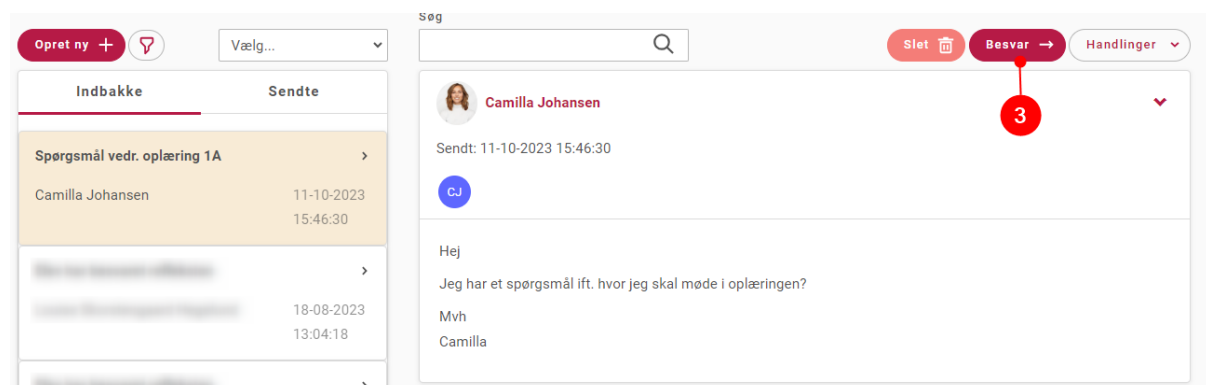 Søg
Opret ny
Vælg...
Slet
Besvar
Handlinger
3
Indbakke
Sendte
Spørgsmål vedr. oplæring 1A
Camilla Johansen
11-10-2023
15:46:30
18-08-2023
13:04:18
Camilla Johansen
Sendt: 11-10-2023 15:46:30
CJ
Hej
Jeg har et spørgsmål ift. hvor jeg skal møde i oplæringen?
Mvh
Camilla